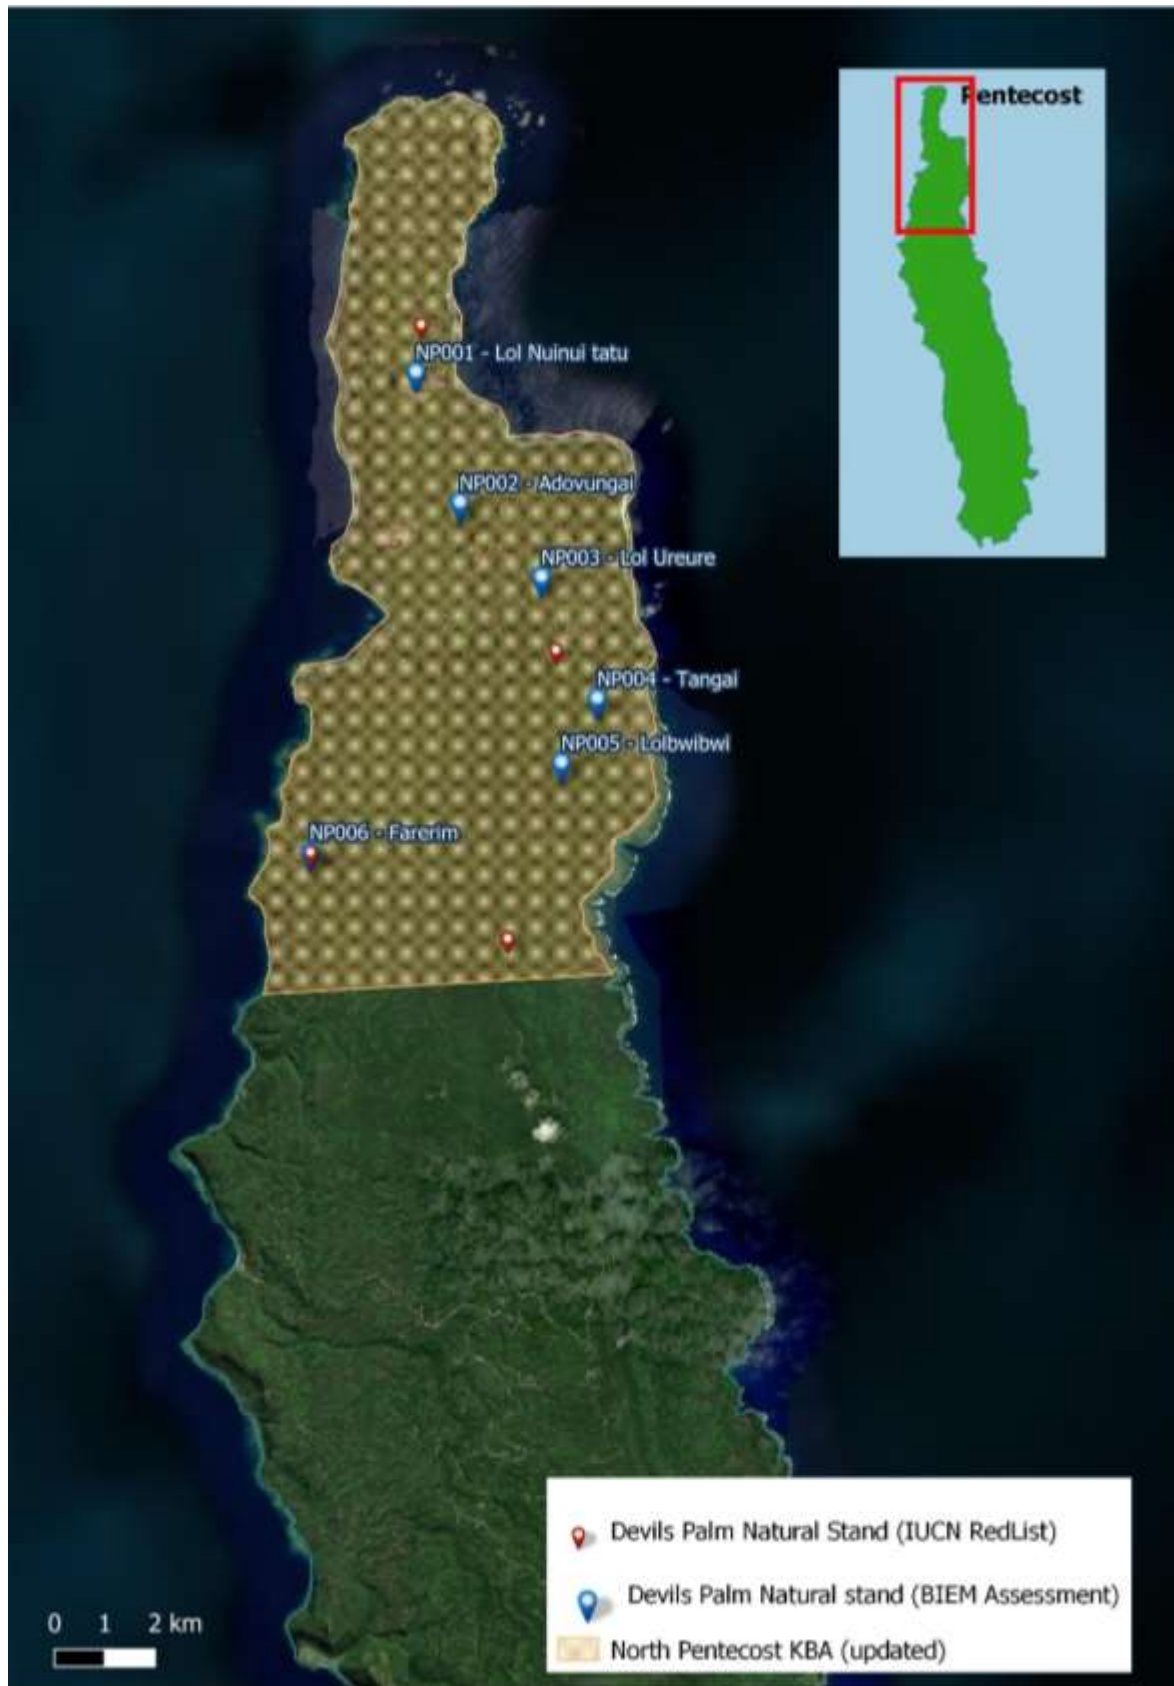 Pentecost
NP001 - Lol Nuinui tatu
NP002 - Adovungai
NP003 - Lol Ureure
NP004 - Tangai
NP005 - Lolbwibwi
NP006 - Farerim
Devils Palm Natural Stand (IUCN RedList)
Devils Palm Natural stand (BIEM Assessment)
North Pentecost KBA (updated)
0 1 2 km